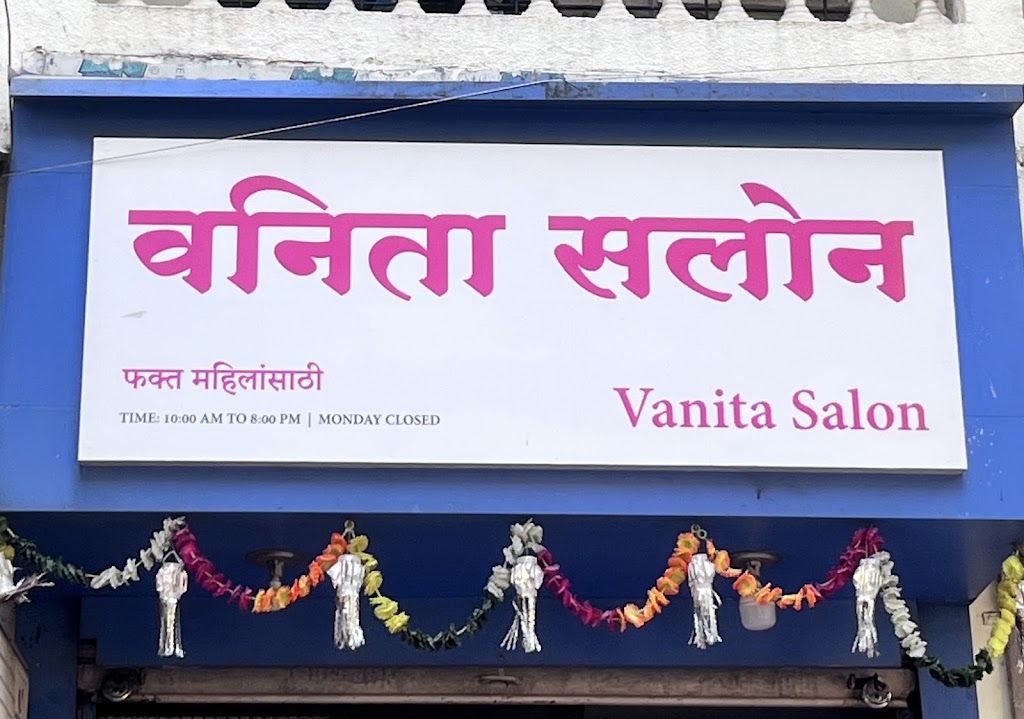 वनिता सलोन
फक्त महिलांसाठी
TIME: 10:00 AM TO 8:00 PM | MONDAY CLOSED
Vanita Salon